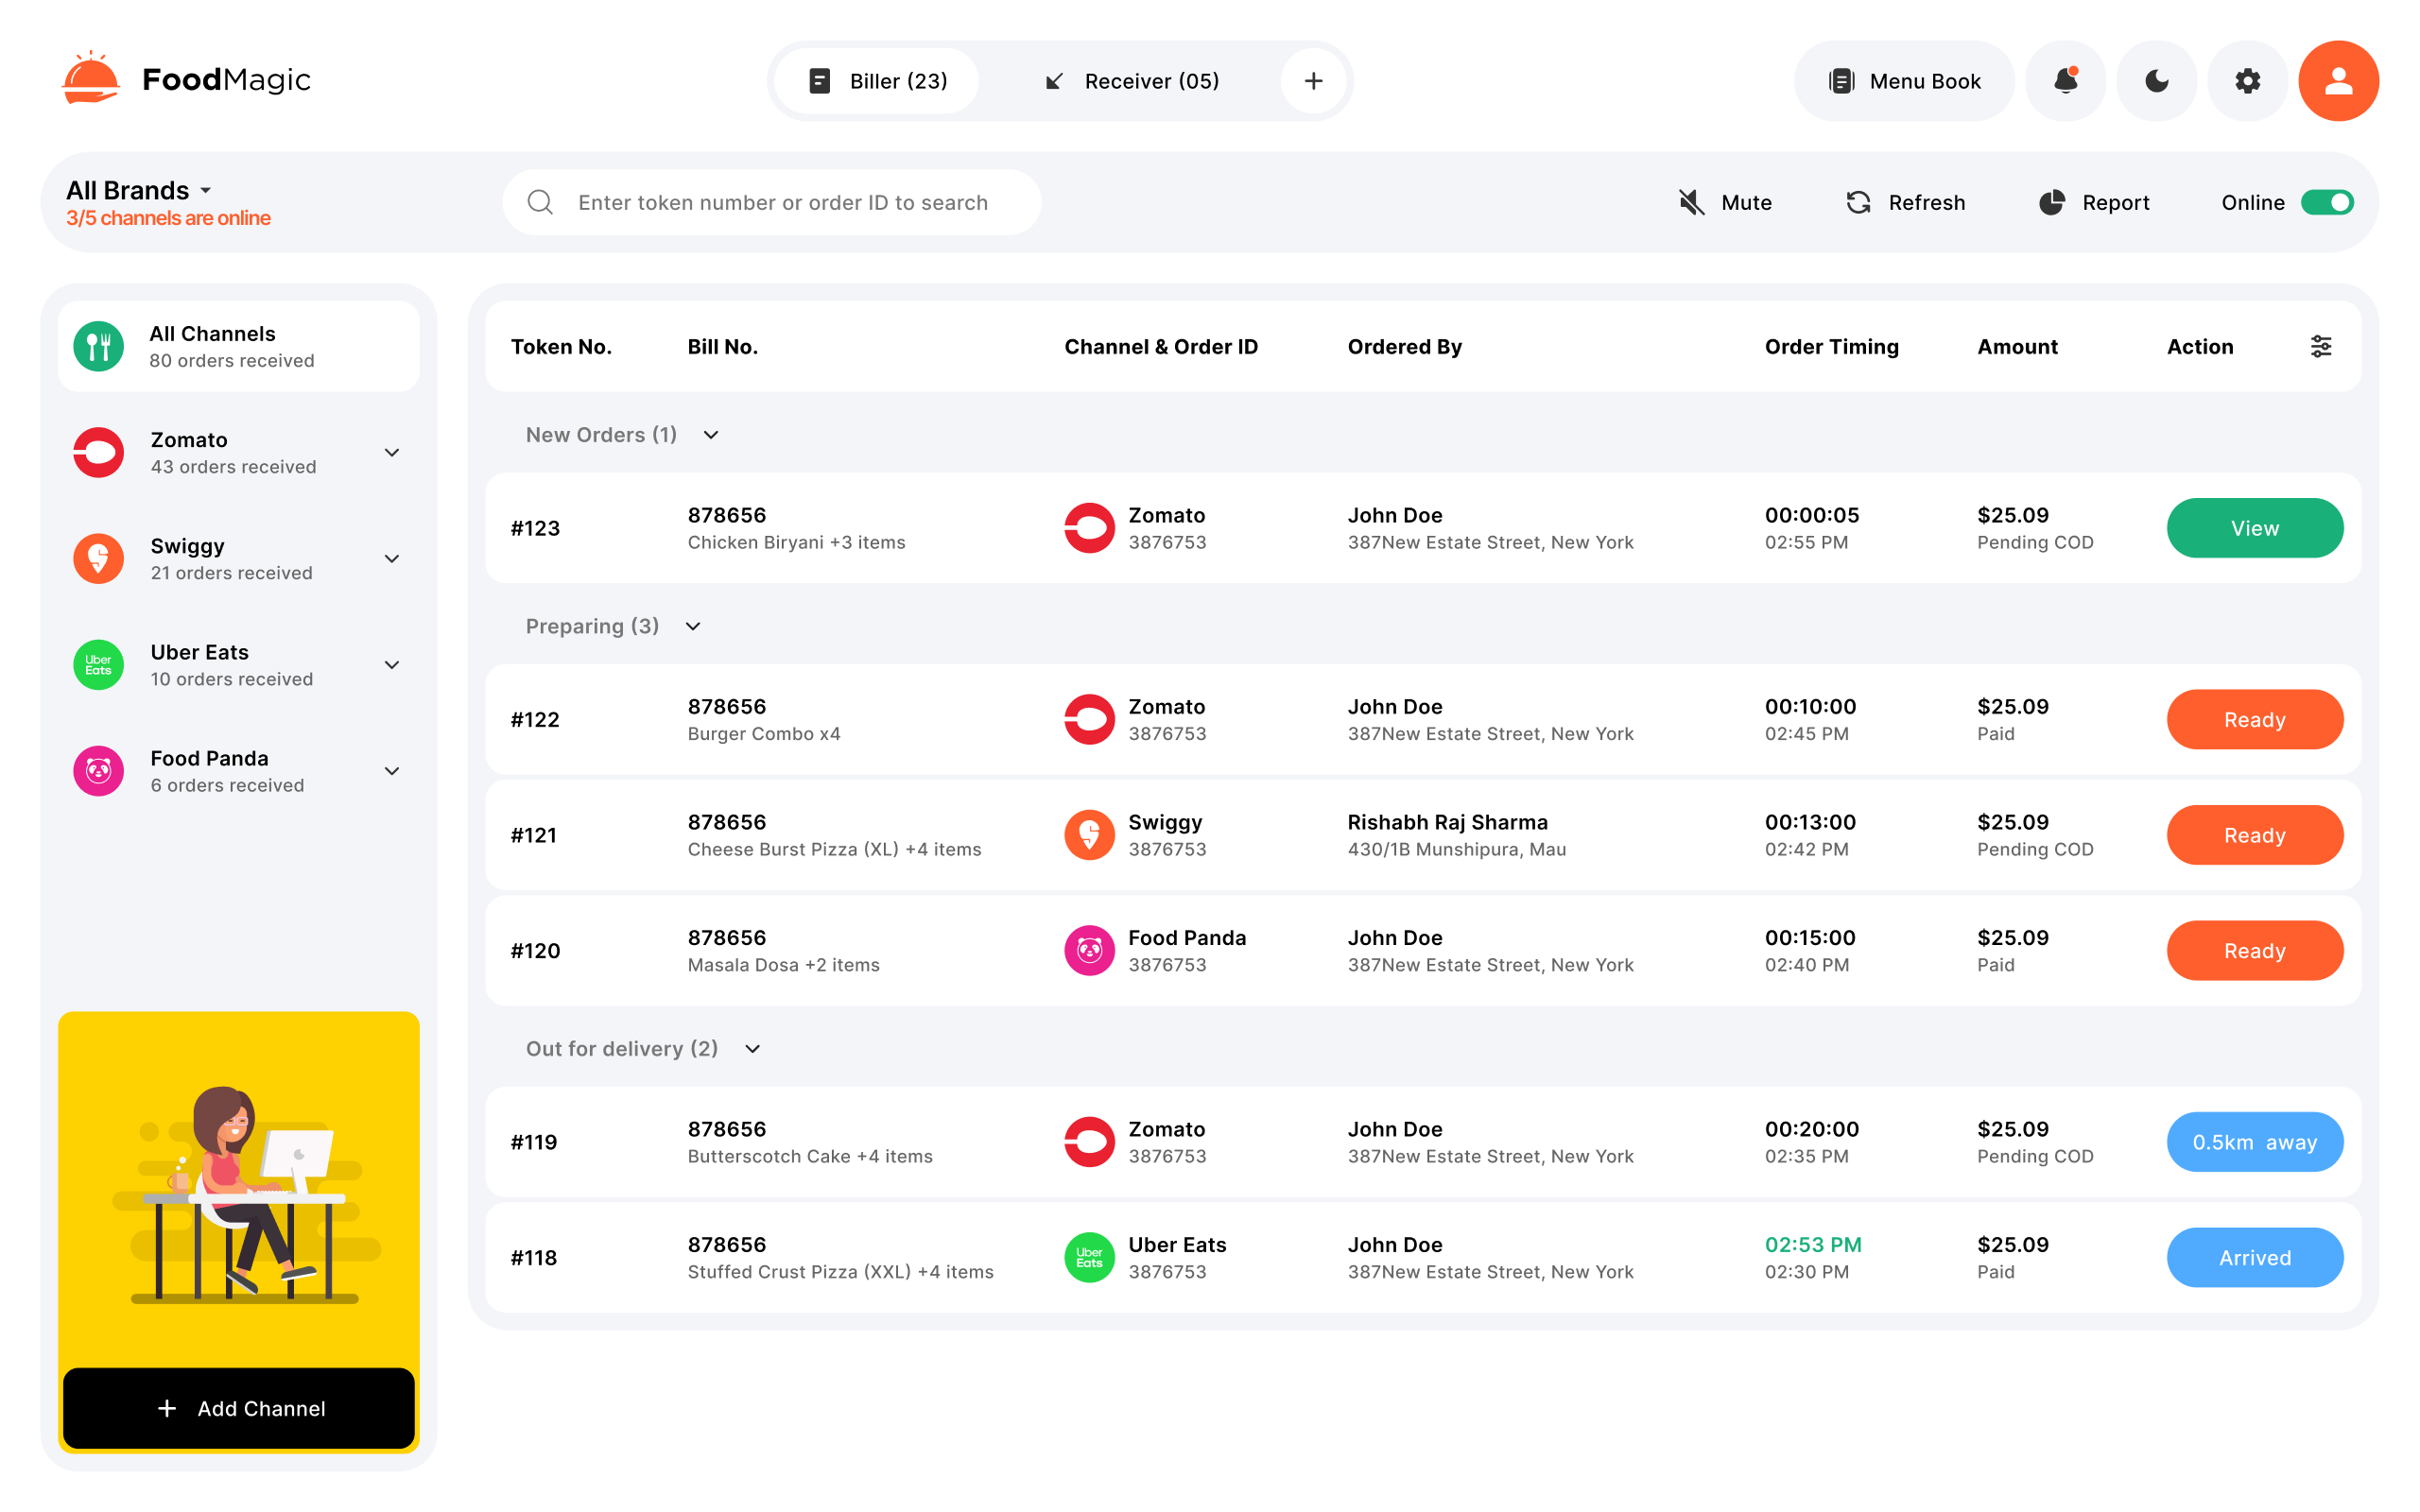 FoodMagic
Biller (23)
Receiver (05)
Menu Book
All Brands
3/5 channels are online
Enter token number or order ID to search
Mute
Refresh
Report
Online
All Channels
80 orders received
Zomato
43 orders received
Swiggy
21 orders received
Uber Eats
Uber Eats
10 orders received
Food Panda
6 orders received
Add Channel
Token No. Bill No. Channel & Order ID Ordered By Order Timing Amount Action
New Orders (1)
#123 878656 Zomato John Doe 00:00:05 $25.09 View
Chicken Biryani +3 items 3876753 387New Estate Street, New York 02:55 PM Pending COD
Preparing (3)
#122 878656 Zomato John Doe 00:10:00 $25.09 Ready
Burger Combo x4 3876753 387New Estate Street, New York 02:45 PM Paid
#121 878656 Swiggy Rishabh Raj Sharma 00:13:00 $25.09 Ready
Cheese Burst Pizza (XL) +4 items 3876753 430/1B Munshipura, Mau 02:42 PM Pending COD
#120 878656 Food Panda John Doe 00:15:00 $25.09 Ready
Masala Dosa +2 items 3876753 387New Estate Street, New York 02:40 PM Paid
Out for delivery (2)
#119 878656 Zomato John Doe 00:20:00 $25.09 0.5km away
Butterscotch Cake +4 items 3876753 387New Estate Street, New York 02:35 PM Pending COD
#118 878656 Uber Eats Uber Eats John Doe 02:53 PM $25.09 Arrived
Stuffed Crust Pizza (XXL) +4 items 3876753 387New Estate Street, New York 02:30 PM Paid